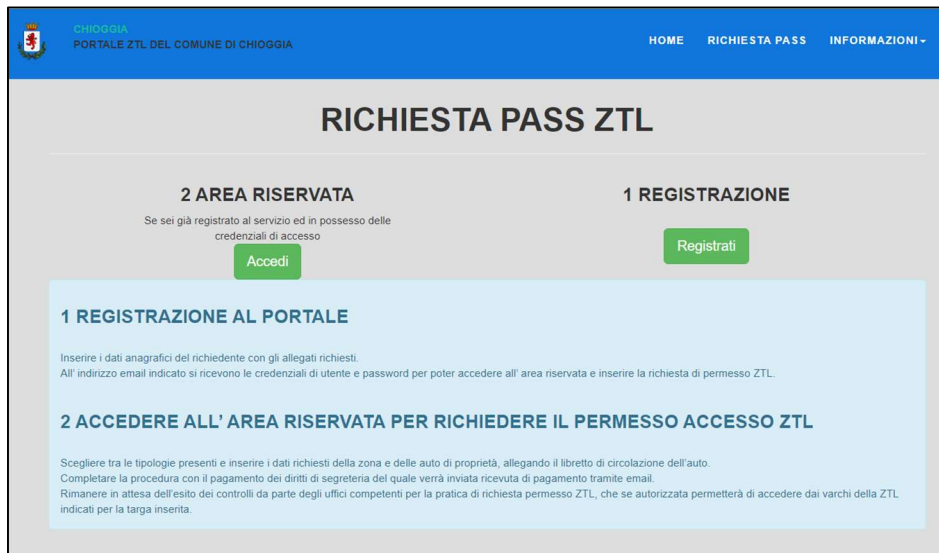 CHIOGGIA
PORTALE ZTL DEL COMUNE DI CHIOGGIA
HOME RICHIESTA PASS INFORMAZIONI
RICHIESTA PASS ZTL
2 AREA RISERVATA
Se sei già registrato al servizio ed in possesso delle
credenziali di accesso
Accedi
1 REGISTRAZIONE
Registrati
1 REGISTRAZIONE AL PORTALE
Inserire i dati anagrafici del richiedente con gli allegati richiesti.
All' indirizzo email indicato si ricevono le credenziali di utente e password per poter accedere all' area riservata e inserire la richiesta di permesso ZTL.
2 ACCEDERE ALL' AREA RISERVATA PER RICHIEDERE IL PERMESSO ACCESSO ZTL
Scegliere tra le tipologie presenti e inserire i dati richiesti della zona e delle auto di proprietà, allegando il libretto di circolazione dell'auto.
Completare la procedura con il pagamento dei diritti di segreteria del quale verrà inviata ricevuta di pagamento tramite email.
Rimanere in attesa dell'esito dei controlli da parte degli uffici competenti per la pratica di richiesta permesso ZTL, che se autorizzata permetterà di accedere dai varchi della ZTL
indicati per la targa inserita.